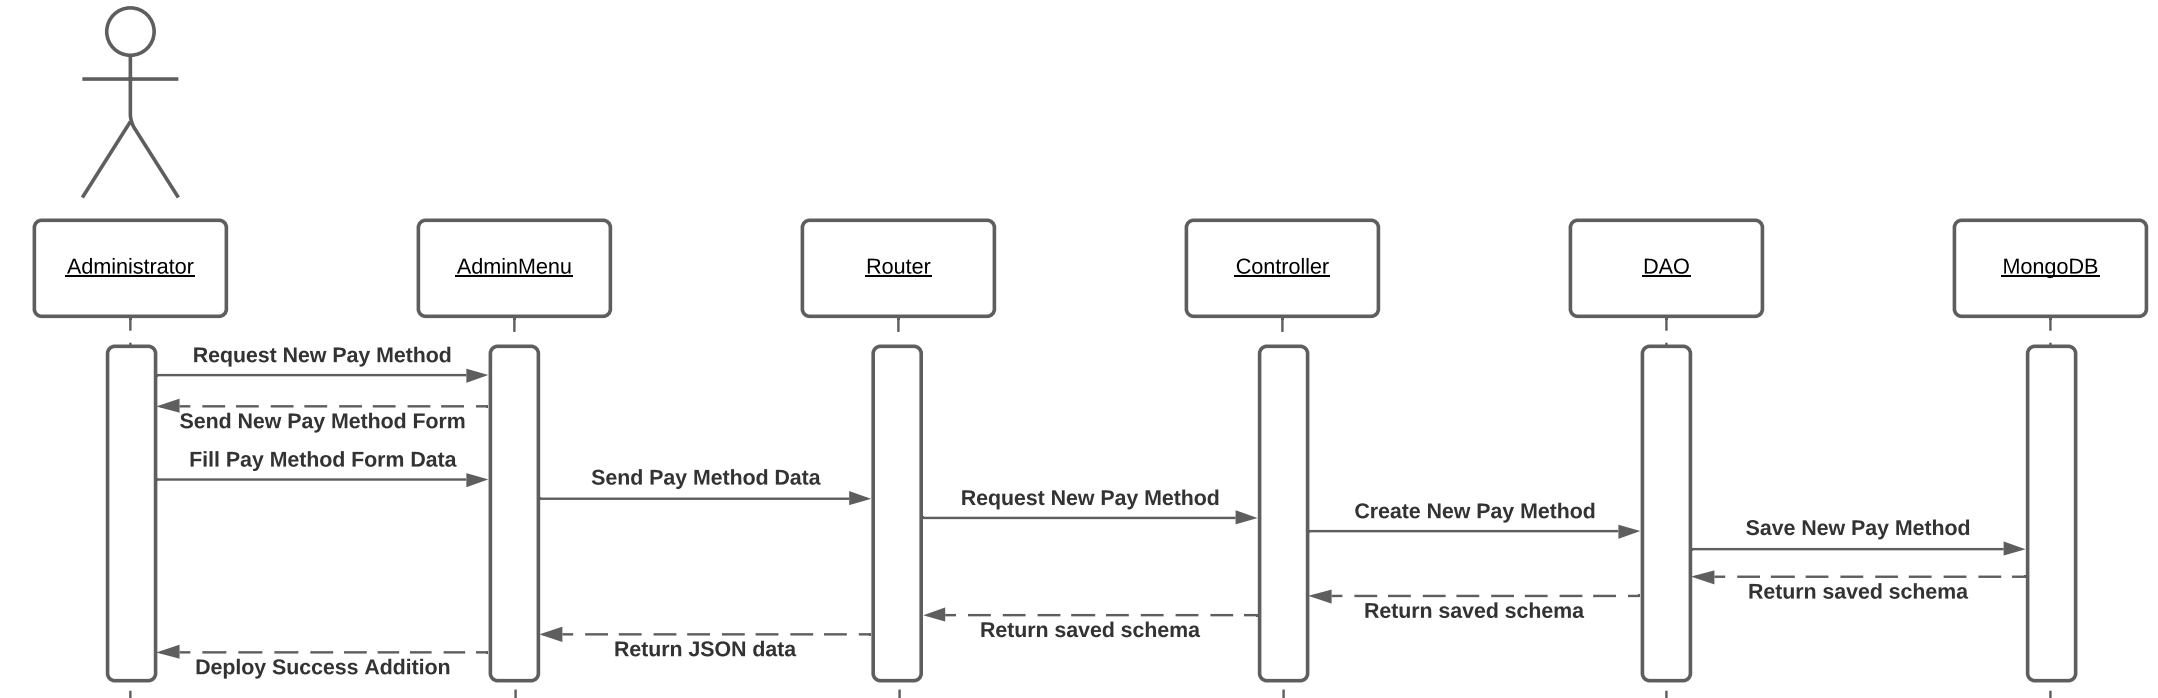 Administrator
AdminMenu
Router
Controller
DAO
MongoDB
Request New Pay Method
Send New Pay Method Form
Fill Pay Method Form Data
Send Pay Method Data
Request New Pay Method
Create New Pay Method
Save New Pay Method
Return saved schema
Return saved schema
Return saved schema
Return JSON data
Deploy Success Addition